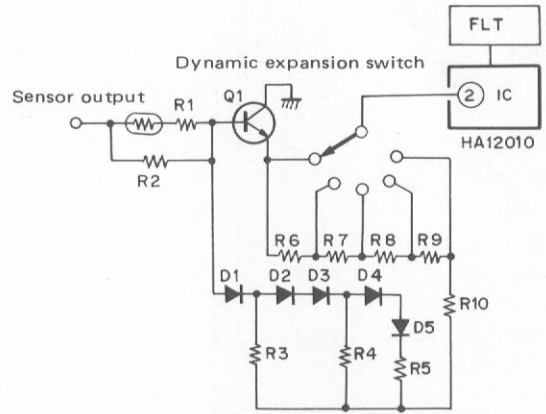 FLT
Dynamic expansion switch
Q1
2 IC
Sensor output
R1
HA12010
R2
R6 R7 R8 R9
D1 D2 D3 D4
R10
D5
R3 R4 R5